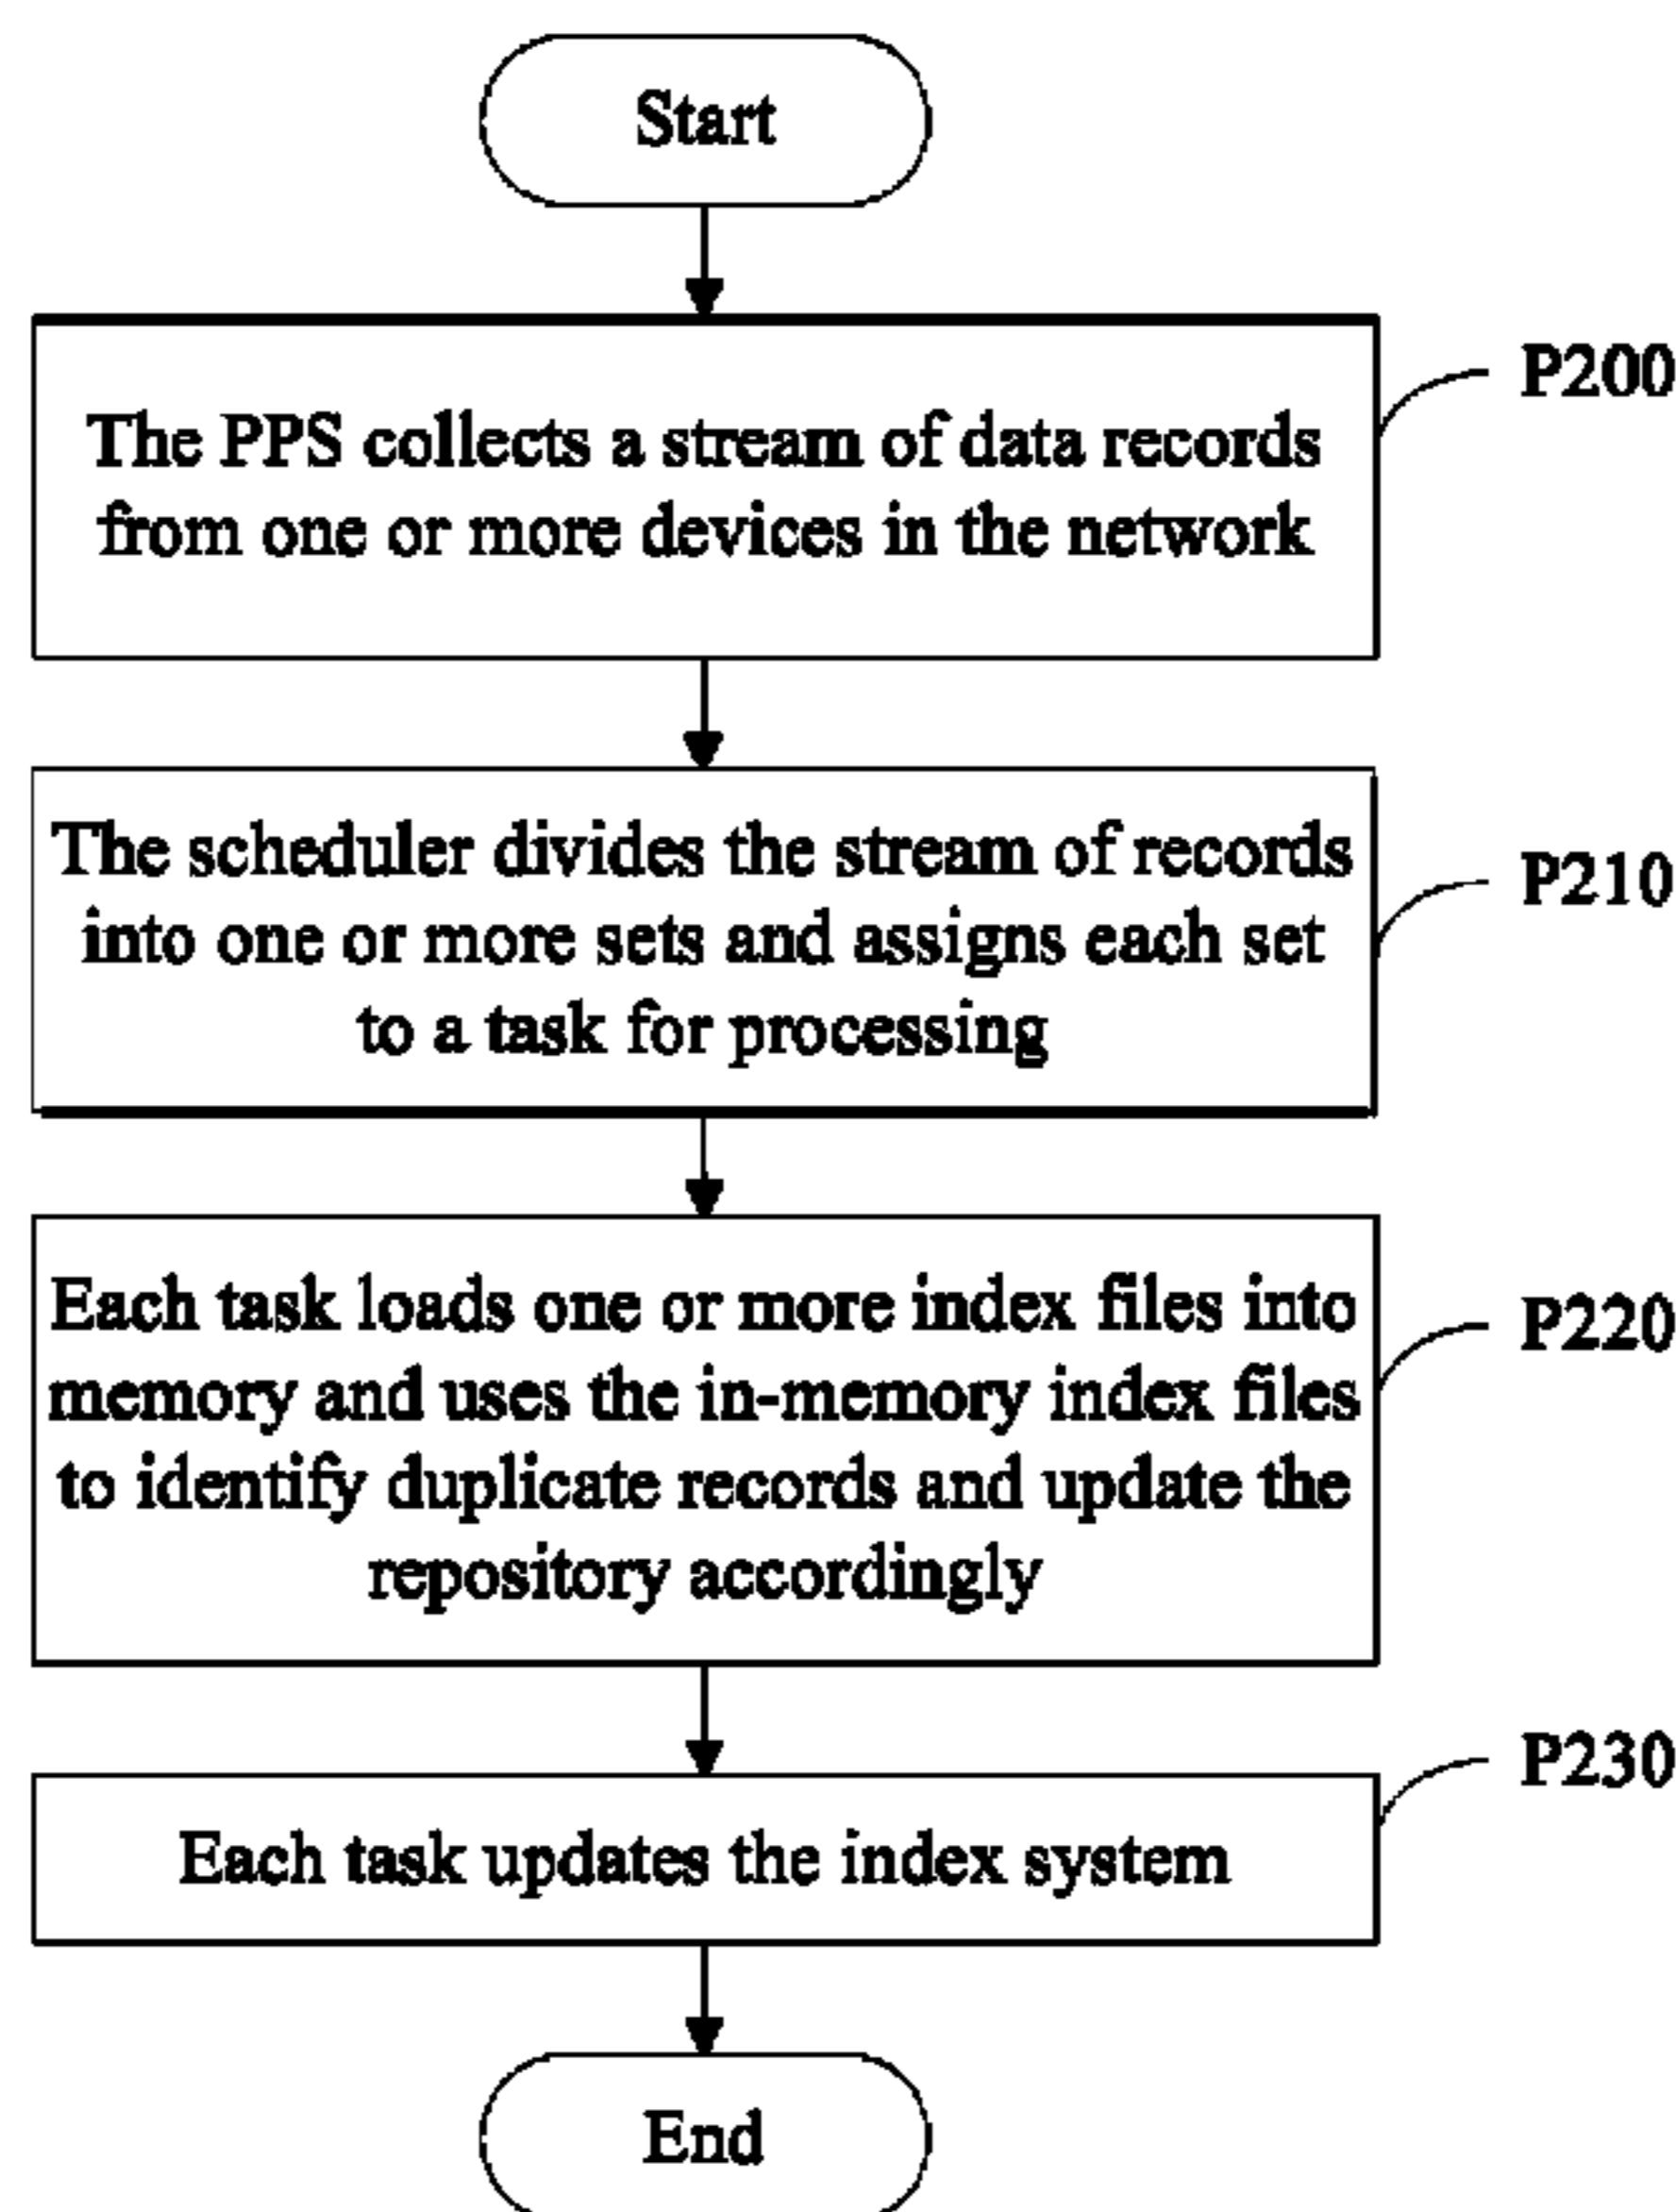 Start
The PPS collects a stream of data records
from one or more devices in the network
P200
The scheduler divides the stream of records
into one or more sets and assigns each set
to a task for processing
P210
Each task loads one or more index files into
memory and uses the in-memory index files
to identify duplicate records and update the
repository accordingly
P220
Each task updates the index system
P230
End